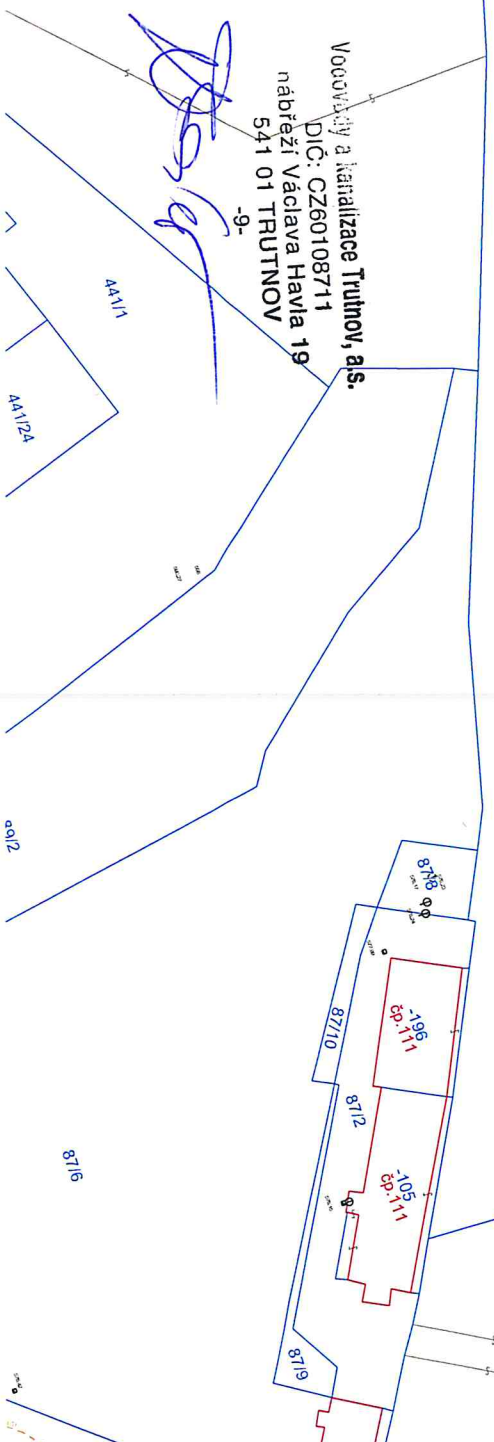 Vodovody a kanalizace Trutnov, a.s.
DIČ: CZ60108711
nábřeží Václava Havla 19
541 01 TRUTNOV
-9-
441/1
441/24
87/8
-196
čp.111
87/10
87/2
-105
čp.111
87/6
87/9